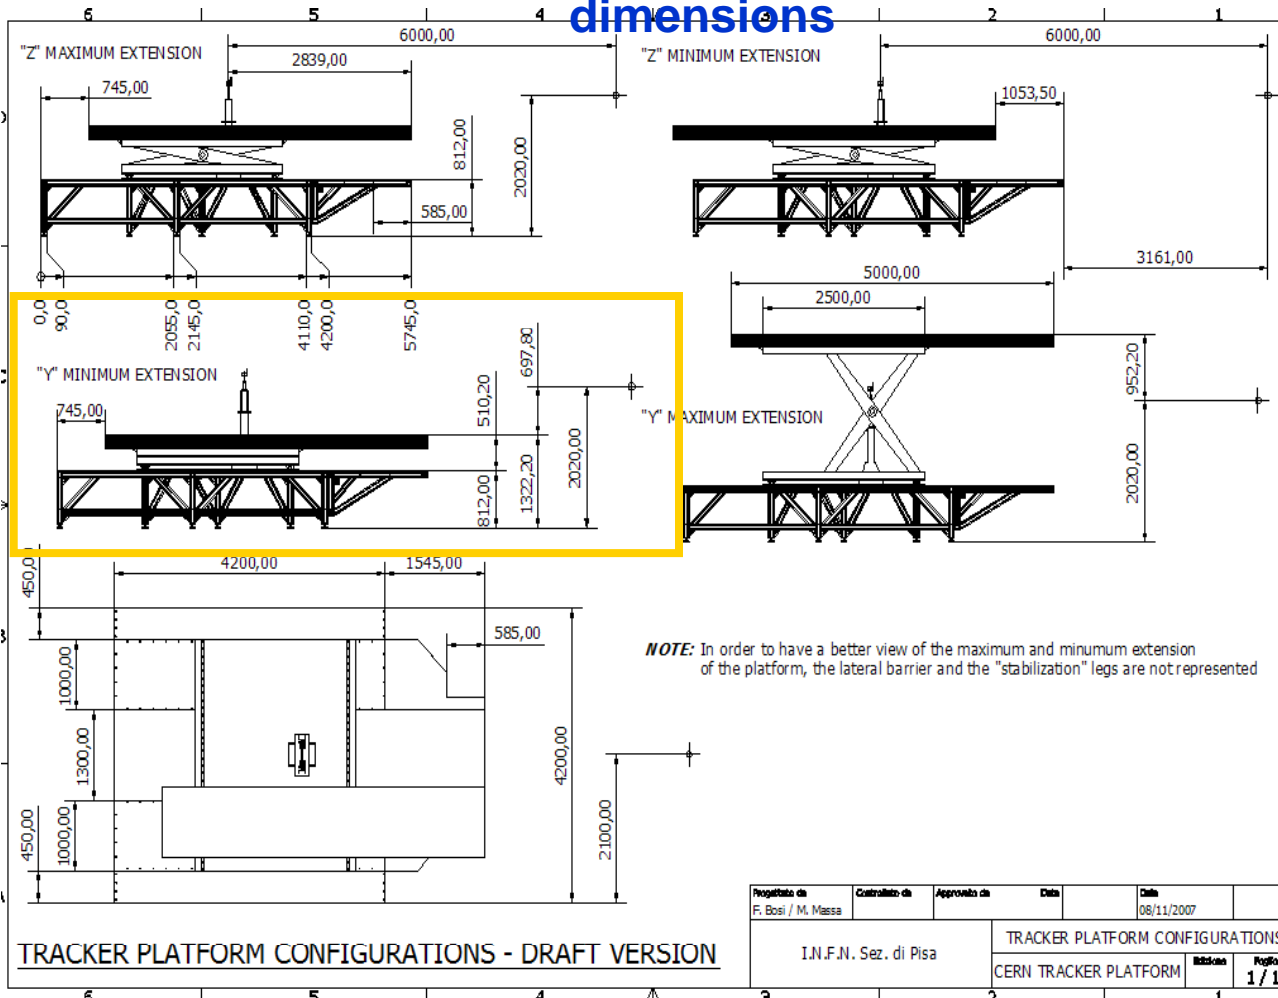 dimensions
6 5 4 3 2 1
"Z" MAXIMUM EXTENSION
6000,00
2839,00
745,00
812,00
2020,00
585,00
0,0
90,0
2055,0
2145,0
4110,0
4200,0
5745,0
"Z" MINIMUM EXTENSION
6000,00
1053,50
3161,00
"Y" MINIMUM EXTENSION
745,00
697,80
510,20
812,00
1322,20
2020,00
5000,00
2500,00
952,20
"Y" MAXIMUM EXTENSION
2020,00
450,0
4200,00
1545,00
585,00
1000,00
1300,00
4200,00
450,00
1000,00
2100,00
NOTE: In order to have a better view of the maximum and minumum extension
of the platform, the lateral barrier and the "stabilization" legs are not represented
Progettato da Controllato da Approvato da Data Data
F. Bosi / M. Massa 08/11/2007
I.N.F.N. Sez. di Pisa
TRACKER PLATFORM CONFIGURATIONS
CERN TRACKER PLATFORM Edizione Foglio
1 / 1
TRACKER PLATFORM CONFIGURATIONS - DRAFT VERSION
6 5 4 3 2 1